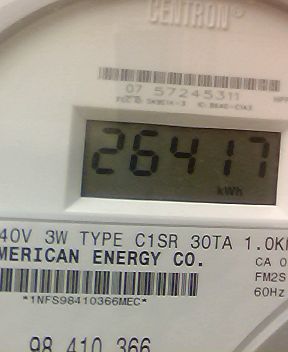 CENTRON®
07 57245311
26417
kWh
40V 3W TYPE C1SR 30TA 1.0K
MERICAN ENERGY CO.
CA 0
FM2S
60Hz
*1NFS98410366MEC*
98 410 366